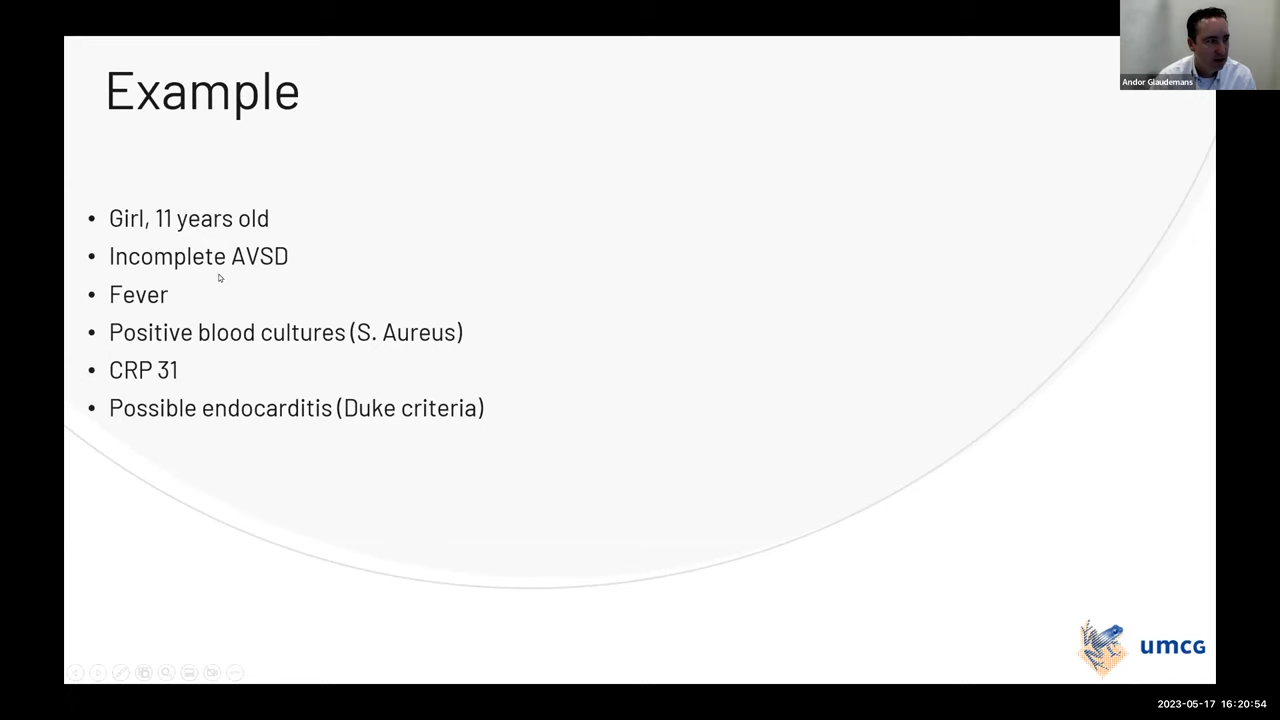 Example
Andor Glaudemans
• Girl, 11 years old
• Incomplete AVSD
• Fever
• Positive blood cultures (S. Aureus)
• CRP 31
• Possible endocarditis (Duke criteria)
umcg
2023-05-17 16:20:54